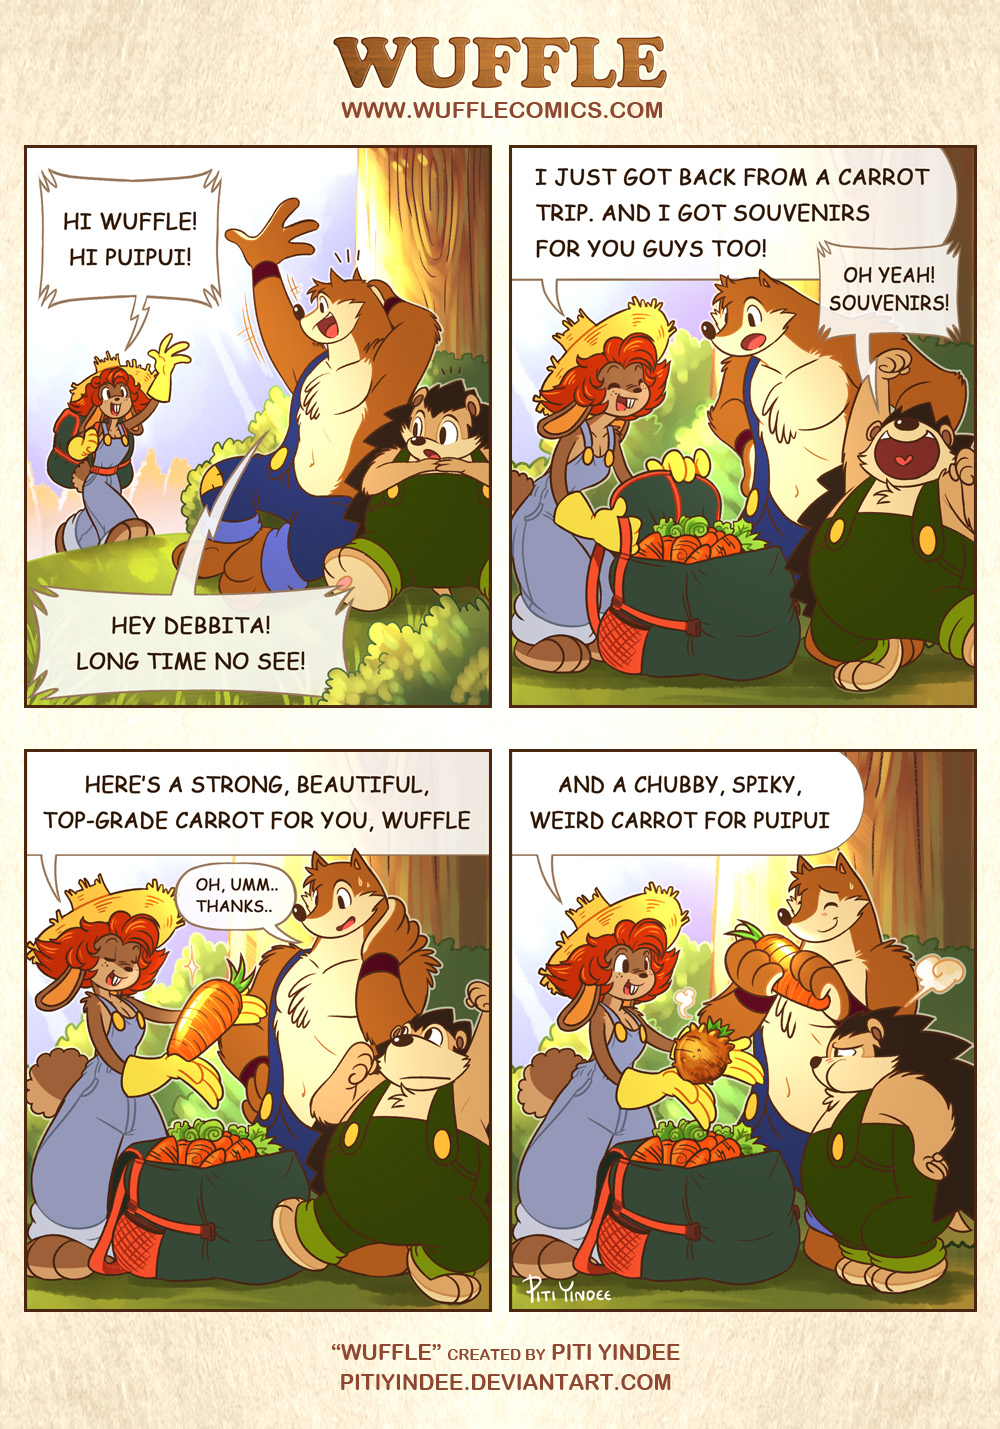 WUFFLE
WWW.WUFFLECOMICS.COM
HI WUFFLE!
HI PUIPUI!
HEY DEBBITA!
LONG TIME NO SEE!
I JUST GOT BACK FROM A CARROT
TRIP. AND I GOT SOUVENIRS
FOR YOU GUYS TOO!
OH YEAH!
SOUVENIRS!
HERE'S A STRONG, BEAUTIFUL,
TOP-GRADE CARROT FOR YOU, WUFFLE
OH, UMM..
THANKS..
AND A CHUBBY, SPIKY,
WEIRD CARROT FOR PUIPUI
PITI YINDEE
“WUFFLE” CREATED BY PITI YINDEE
PITIYINDEE.DEVIANTART.COM